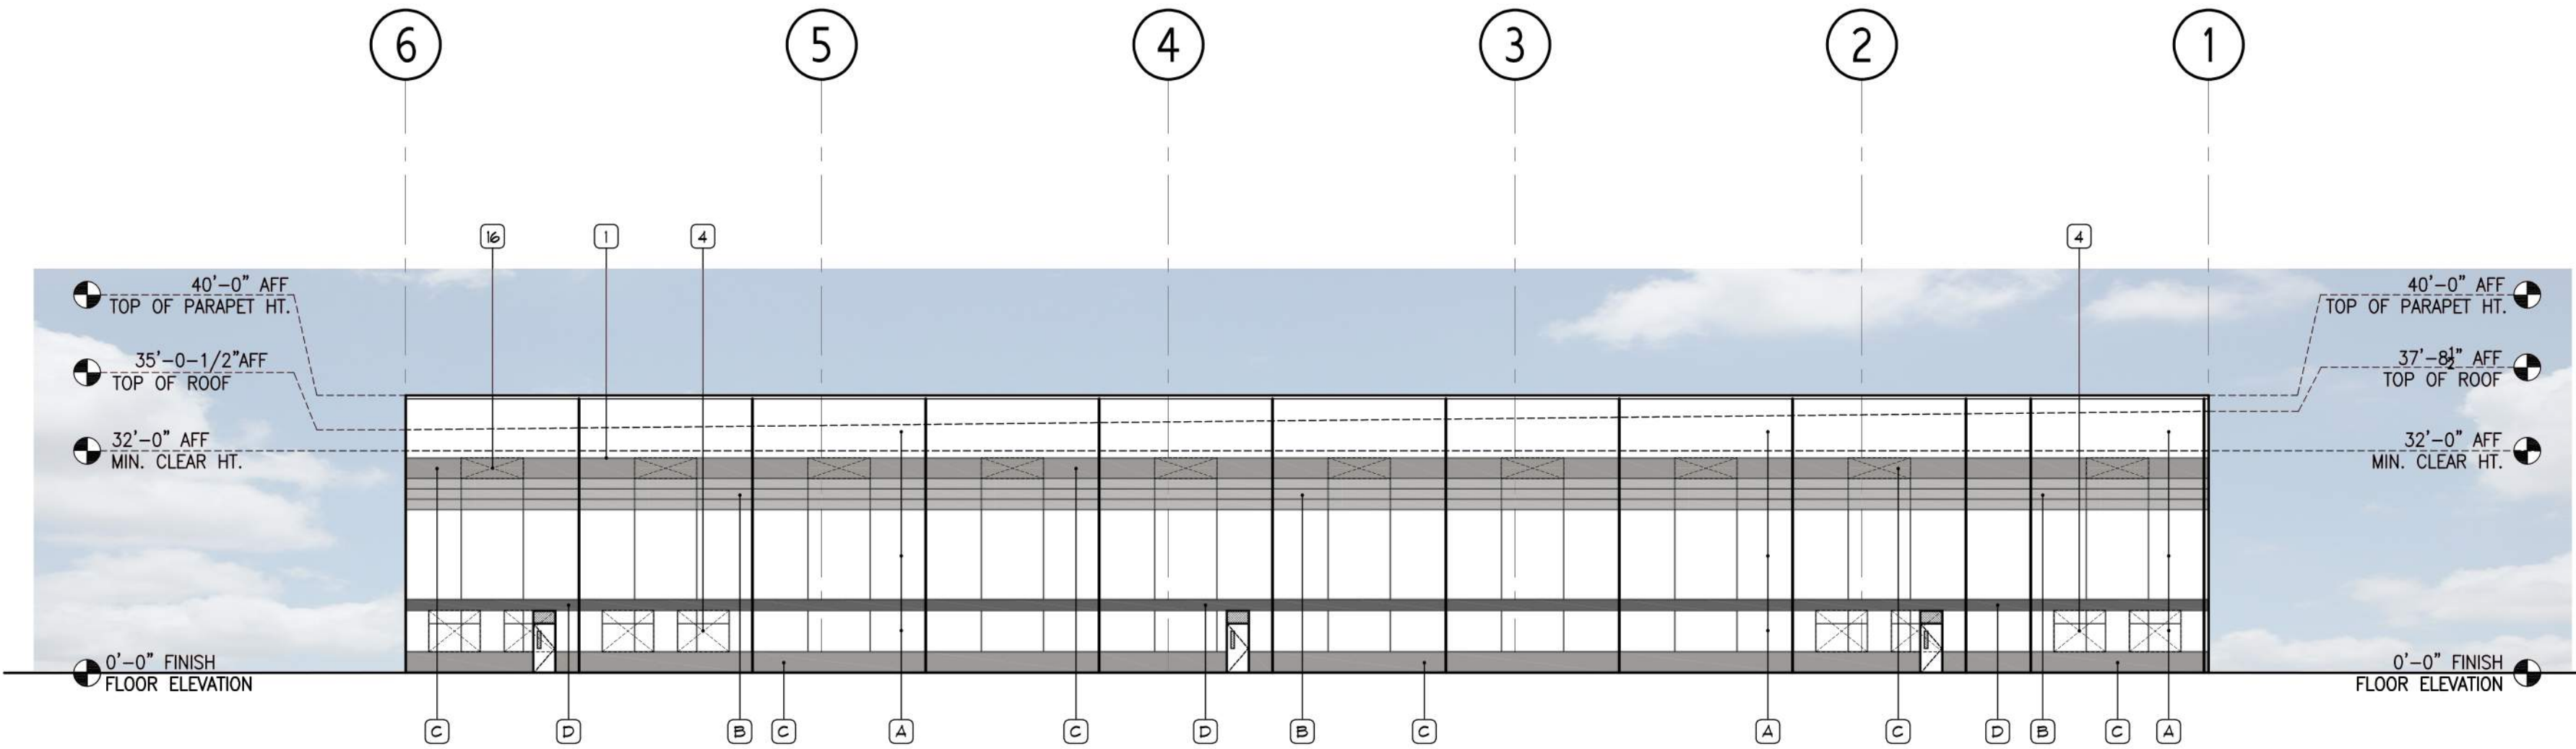 6 5 4 3 2 1
16 1 4 4
40'-0" AFF
TOP OF PARAPET HT.
35'-0-1/2"AFF
TOP OF ROOF
32'-0" AFF
MIN. CLEAR HT.
0'-0" FINISH
FLOOR ELEVATION
40'-0" AFF
TOP OF PARAPET HT.
37'-8½" AFF
TOP OF ROOF
32'-0" AFF
MIN. CLEAR HT.
0'-0" FINISH
FLOOR ELEVATION
C D B C A C D B C A C D B C A